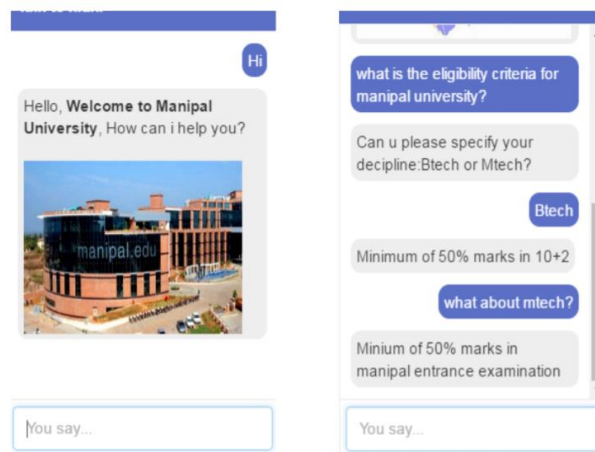 Hi
Hello, Welcome to Manipal
University, How can i help you?
manipal.edu
You say...
what is the eligibility criteria for
manipal university?
Can u please specify your
decipline:Btech or Mtech?
Btech
Minimum of 50% marks in 10+2
what about mtech?
Minium of 50% marks in
manipal entrance examination
You say...